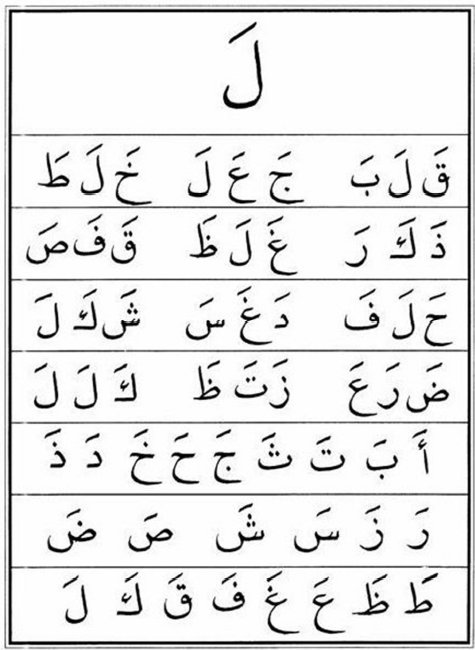 لَ
قَ لَ بَ جَ عَ لَ خَ لَ طَ
ذَ كَ رَ غَ لَ ظَ قَ فَ صَ
حَ لَ فَ دَ غَ سَ شَ كَ لَ
ضَ رَ عَ زَ تَ ظَ كَ لَ لَ
أَ بَ تَ ثَ جَ حَ خَ دَ ذَ
رَ زَ سَ شَ صَ ضَ
طَ ظَ عَ غَ فَ قَ كَ لَ